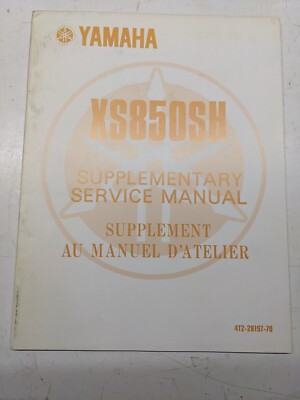 YAMAHA
XS850SH
SUPPLEMENTARY
SERVICE MANUAL
SUPPLEMENT
AU MANUEL D'ATELIER
4T2-28197-70